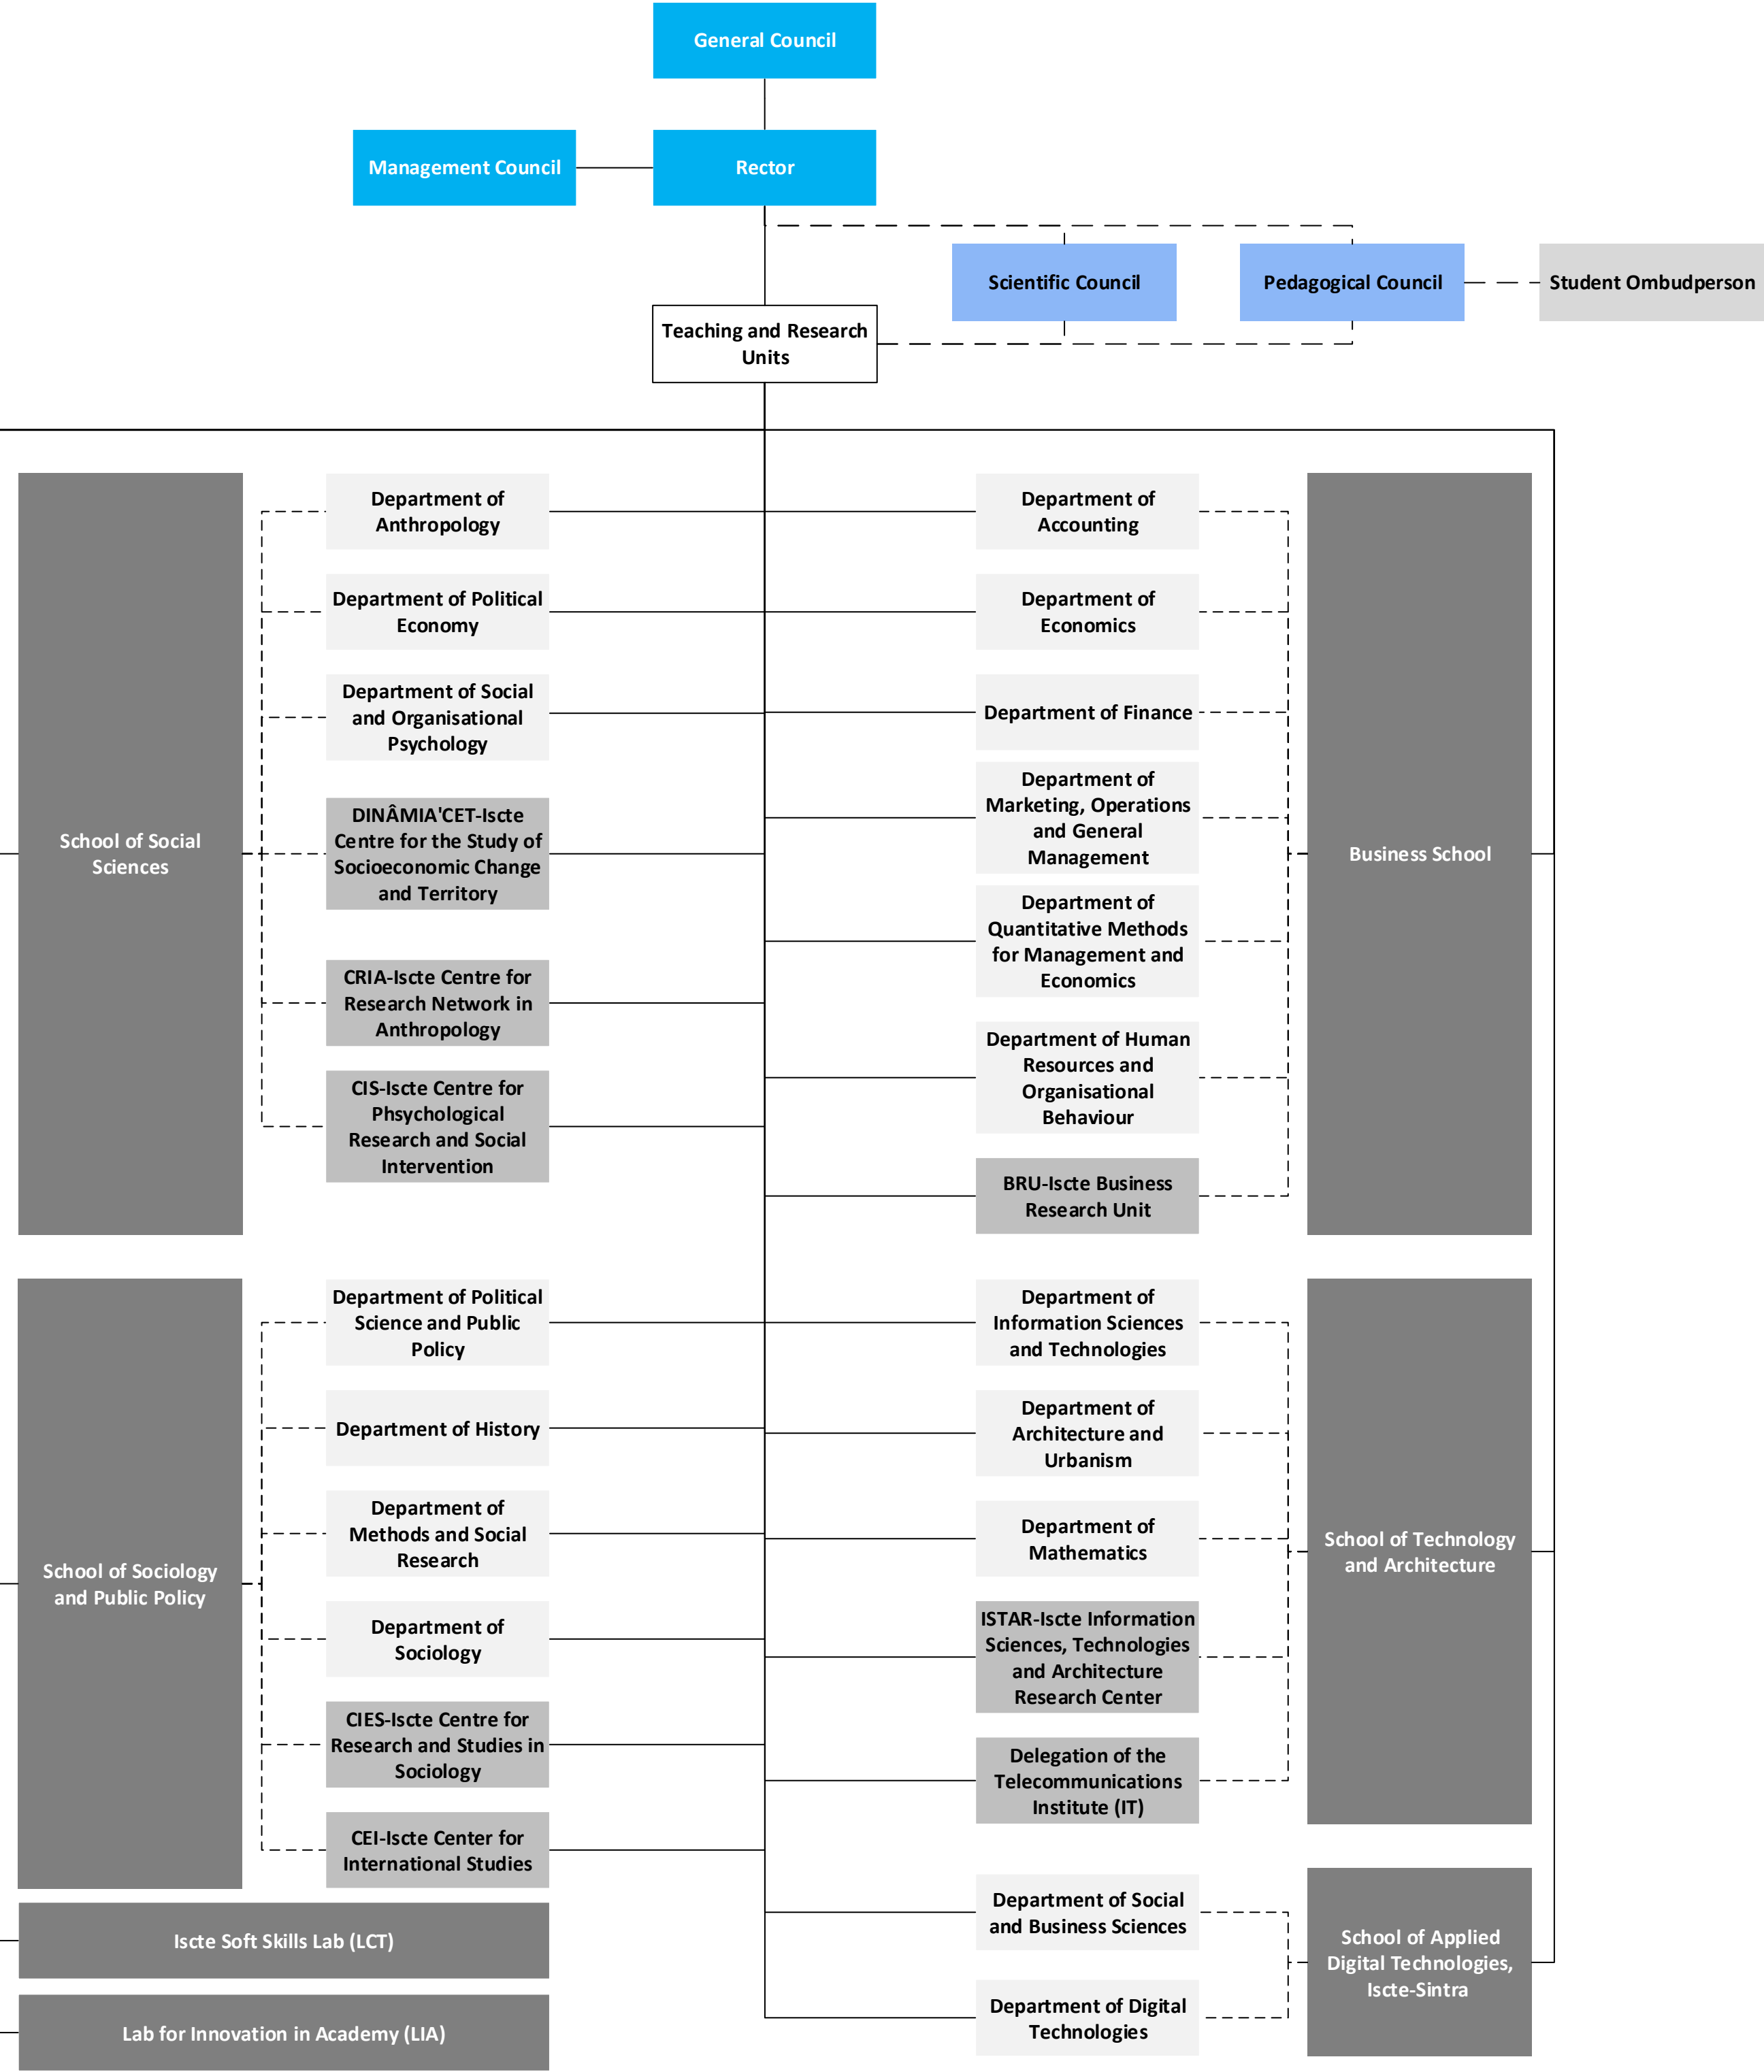 General Council
Management Council
Rector
Scientific Council
Pedagogical Council
Student Ombudperson
Teaching and Research
Units
School of Social
Sciences
Department of
Anthropology
Department of Political
Economy
Department of Social
and Organisational
Psychology
DINÂMIA'CET-Iscte
Centre for the Study of
Socioeconomic Change
and Territory
CRIA-Iscte Centre for
Research Network in
Anthropology
CIS-Iscte Centre for
Phsychological
Research and Social
Intervention
Department of
Accounting
Department of
Economics
Department of Finance
Department of
Marketing, Operations
and General
Management
Department of
Quantitative Methods
for Management and
Economics
Department of Human
Resources and
Organisational
Behaviour
BRU-Iscte Business
Research Unit
Business School
School of Sociology
and Public Policy
Department of Political
Science and Public
Policy
Department of History
Department of
Methods and Social
Research
Department of
Sociology
CIES-Iscte Centre for
Research and Studies in
Sociology
CEI-Iscte Center for
International Studies
Department of
Information Sciences
and Technologies
Department of
Architecture and
Urbanism
Department of
Mathematics
ISTAR-Iscte Information
Sciences, Technologies
and Architecture
Research Center
Delegation of the
Telecommunications
Institute (IT)
School of Technology
and Architecture
Iscte Soft Skills Lab (LCT)
Lab for Innovation in Academy (LIA)
Department of Social
and Business Sciences
Department of Digital
Technologies
School of Applied
Digital Technologies,
Iscte-Sintra